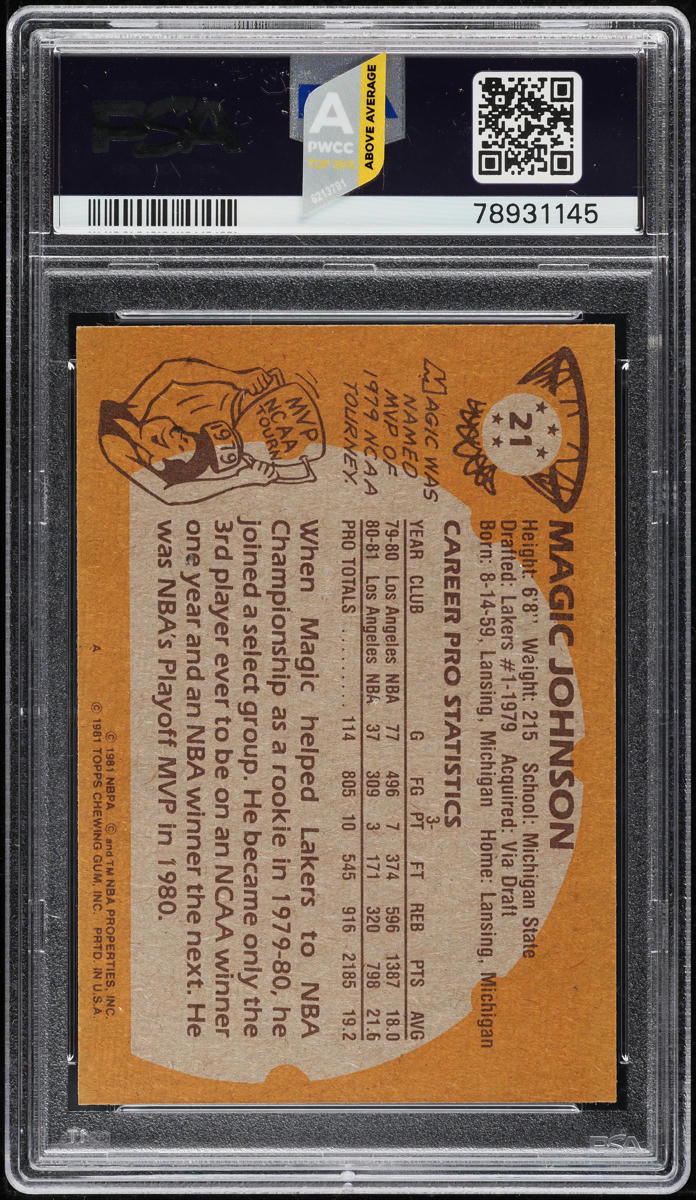 PSA
A
PWCC
TOP 30%
6213791
ABOVE AVERAGE
78931145
21
MAGIC JOHNSON
Height: 6'8" Waight: 215 School: Michigan State
Drafted: Lakers #1-1979 Acquired: Via Draft
Born: 8-14-59, Lansing, Michigan Home: Lansing, Michigan
CAREER PRO STATISTICS
YEAR CLUB G FG 3-PT FT REB PTS AVG
79-80 Los Angeles NBA 77 496 7 374 596 1387 18.0
80-81 Los Angeles NBA 37 309 3 171 320 798 21.6
PRO TOTALS .......... 114 805 10 545 916 2185 19.2
MAGIC WAS
NAMED
MVP OF
1979 NCAA
TOURNEY.
MVP
NCAA
TOURN
1979
When Magic helped Lakers to NBA
Championship as a rookie in 1979-80, he
joined a select group. He became only the
3rd player ever to be on an NCAA winner
one year and an NBA winner the next. He
was NBA's Playoff MVP in 1980.
A
© 1981 NBPA © and TM NBA PROPERTIES, INC.
© 1981 TOPPS CHEWING GUM, INC. PRTD. IN U.S.A.
PSA